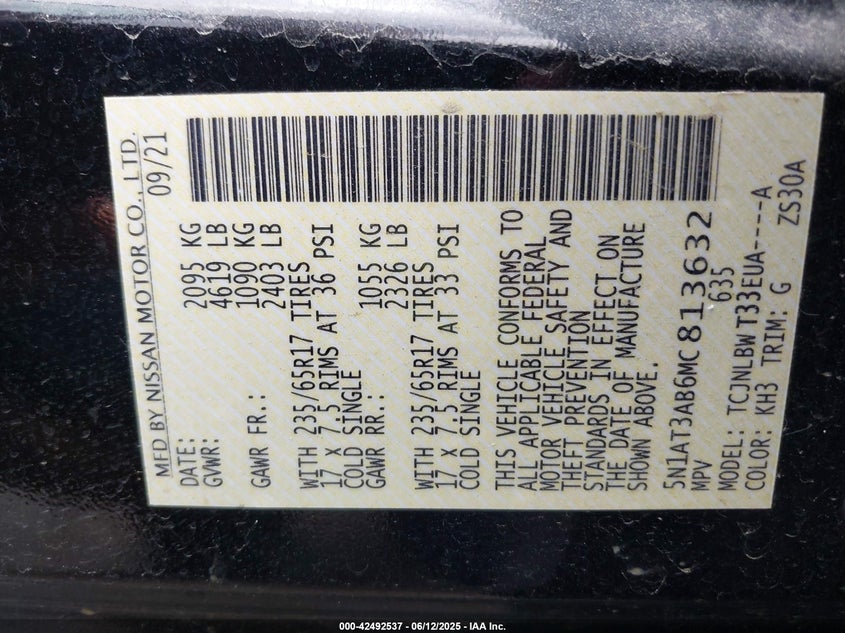 MFD BY NISSAN MOTOR CO., LTD.
DATE: 09/21
GVWR: 2095 KG
4619 LB
GAWR FR.: 1090 KG
2403 LB
WITH 235/65R17 TIRES
17 X 7.5 RIMS AT 36 PSI
COLD SINGLE
GAWR RR.: 1055 KG
2326 LB
WITH 235/65R17 TIRES
17 X 7.5 RIMS AT 33 PSI
COLD SINGLE
THIS VEHICLE CONFORMS TO
ALL APPLICABLE FEDERAL
MOTOR VEHICLE SAFETY AND
THEFT PREVENTION
STANDARDS IN EFFECT ON
THE DATE OF MANUFACTURE
SHOWN ABOVE.
5N1AT3AB6MC813632
MPV 635
MODEL: TCJNLBWT33EUA----A
COLOR: KH3 TRIM: G ZS30A
000-42492537 - 06/12/2025 - IAA Inc.